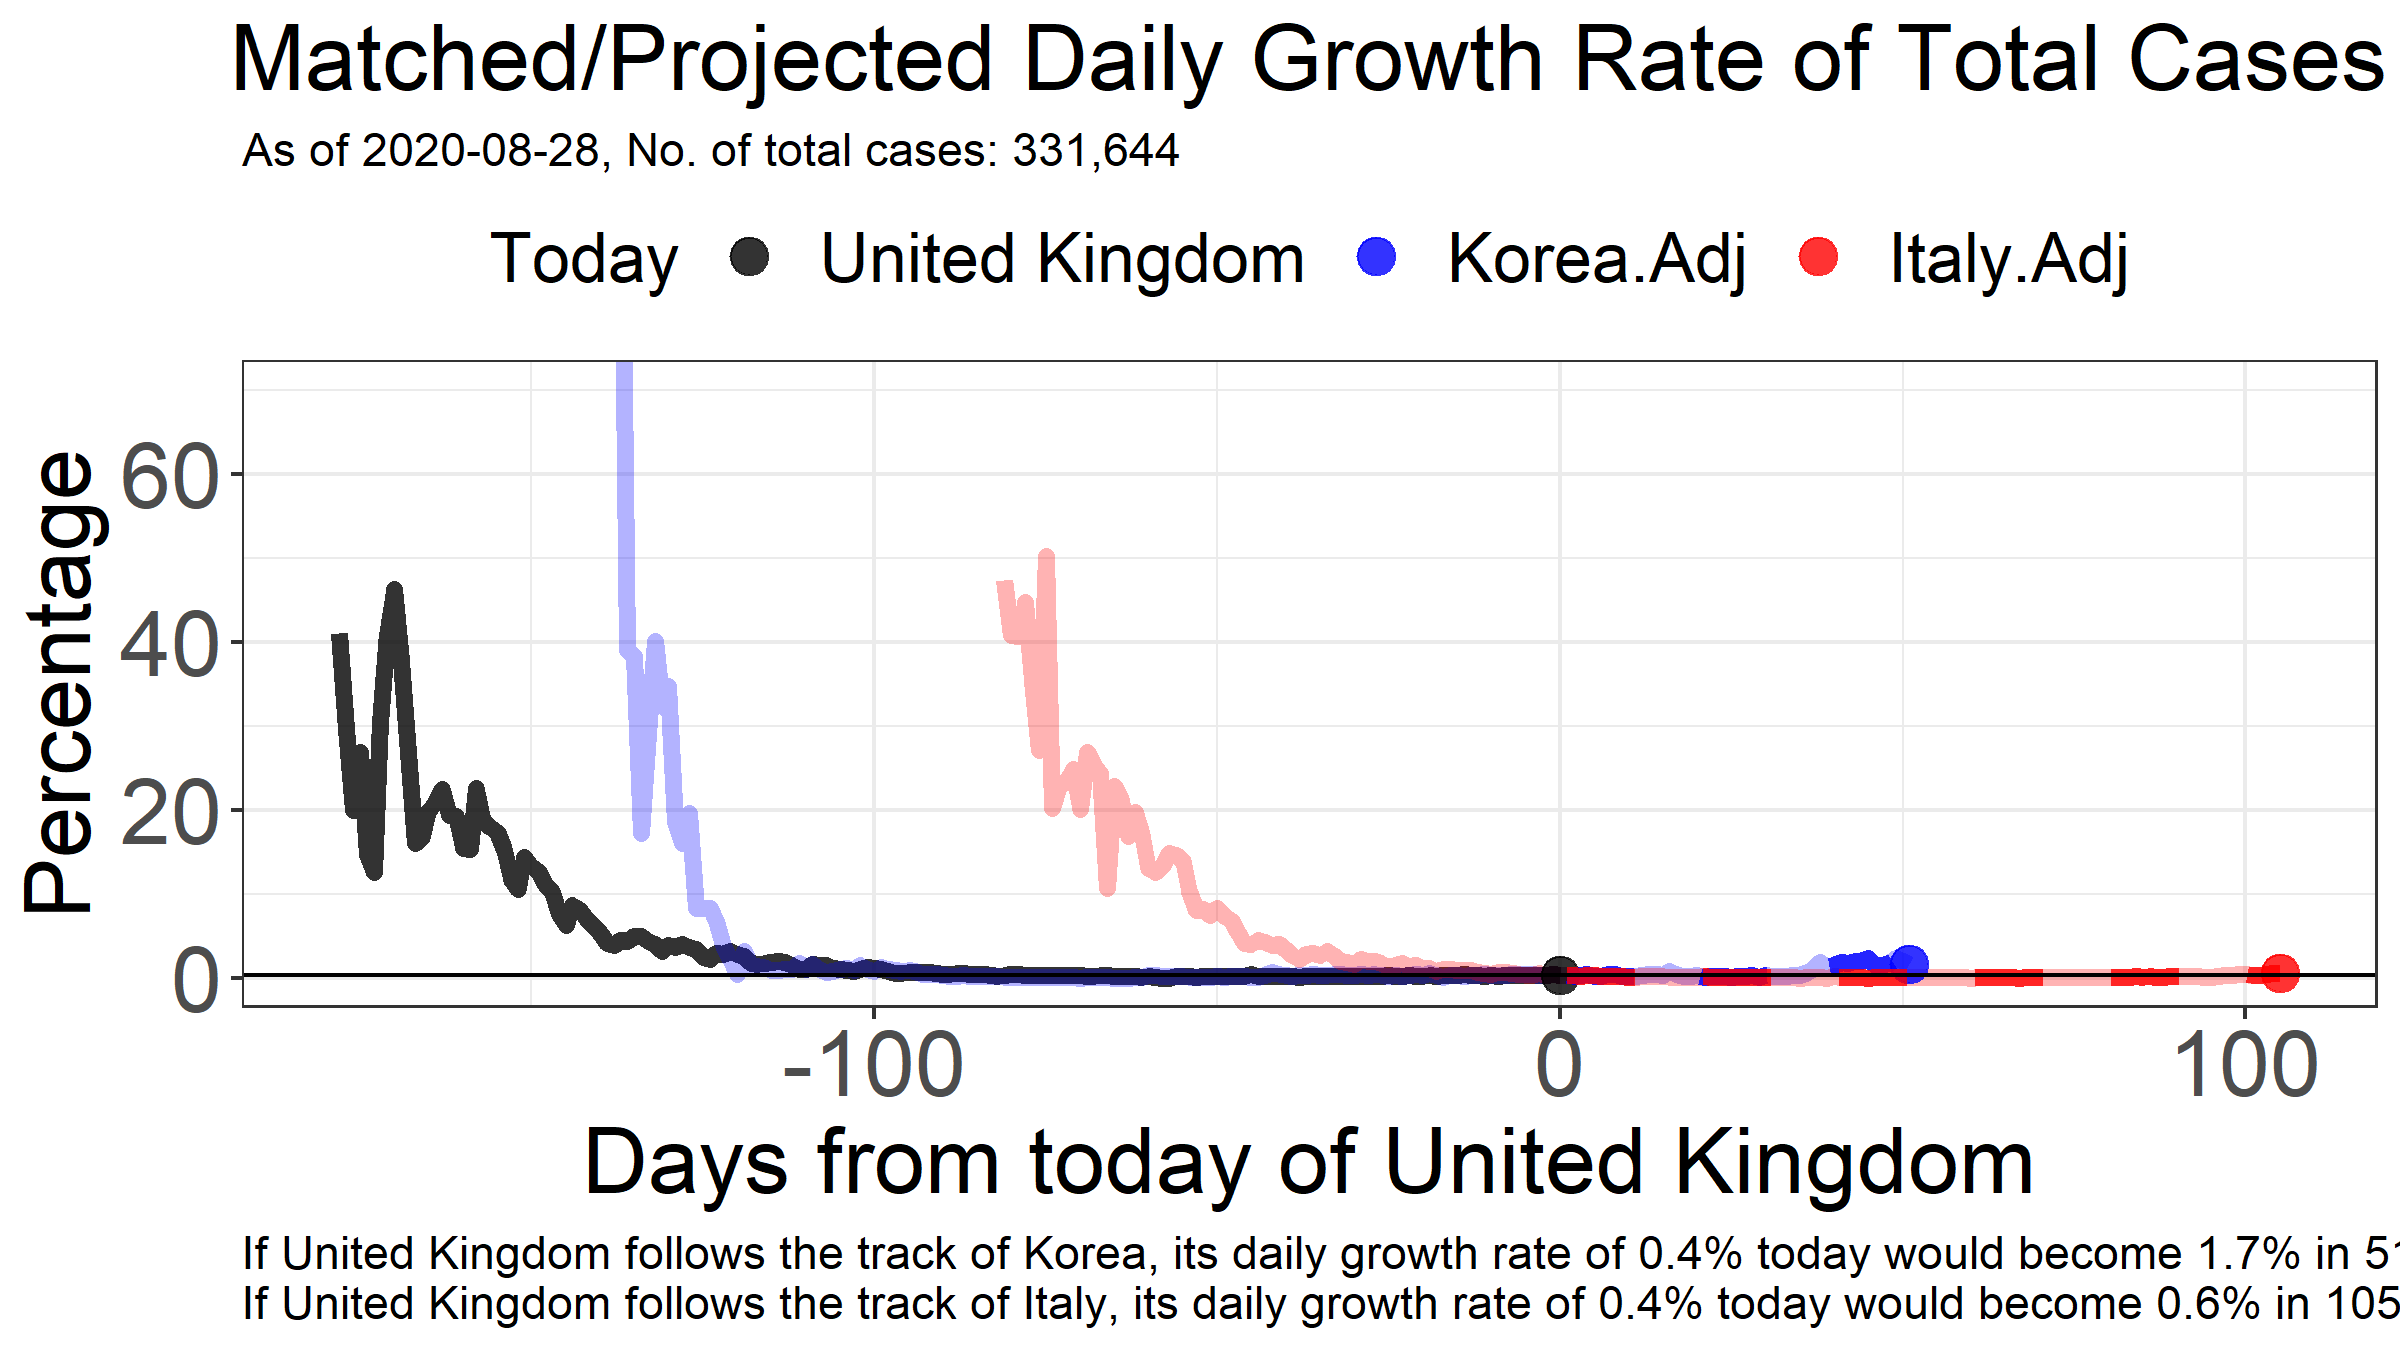 Matched/Projected Daily Growth Rate of Total Cases
As of 2020-08-28, No. of total cases: 331,644
Today United Kingdom Korea.Adj Italy.Adj
Percentage
60
40
20
0
-100 0 100
Days from today of United Kingdom
If United Kingdom follows the track of Korea, its daily growth rate of 0.4% today would become 1.7% in 51
If United Kingdom follows the track of Italy, its daily growth rate of 0.4% today would become 0.6% in 105